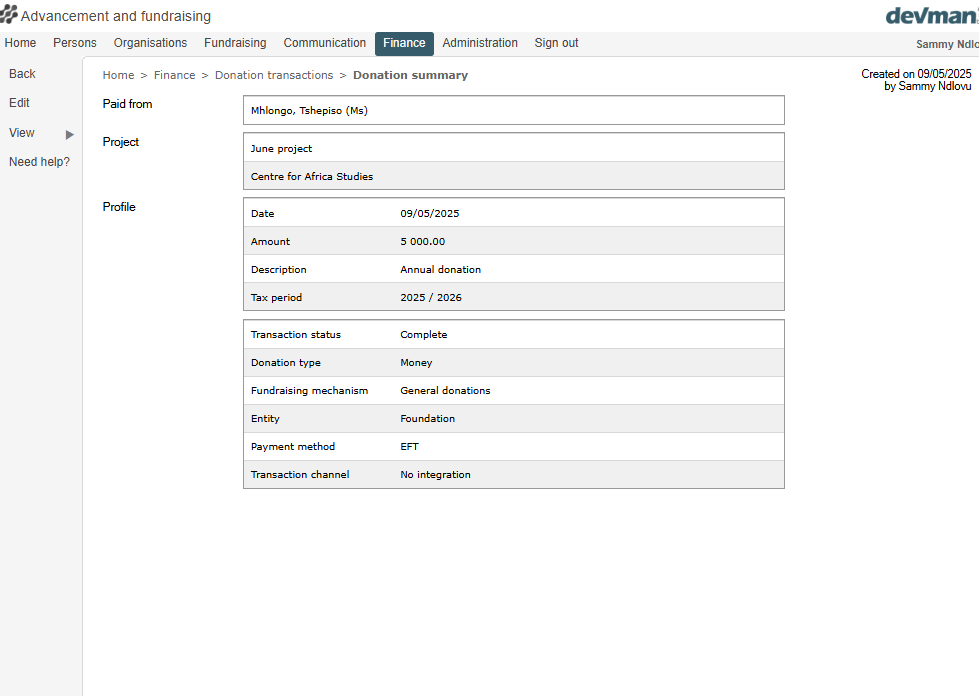 Advancement and fundraising
devman
Home Persons Organisations Fundraising Communication Finance Administration Sign out
Sammy Ndlo
Back
Edit
View
Need help?
Home > Finance > Donation transactions > Donation summary
Created on 09/05/2025
by Sammy Ndlovu
Paid from
Mhlongo, Tshepiso (Ms)
Project
June project
Centre for Africa Studies
Profile
Date 09/05/2025
Amount 5 000.00
Description Annual donation
Tax period 2025 / 2026
Transaction status Complete
Donation type Money
Fundraising mechanism General donations
Entity Foundation
Payment method EFT
Transaction channel No integration